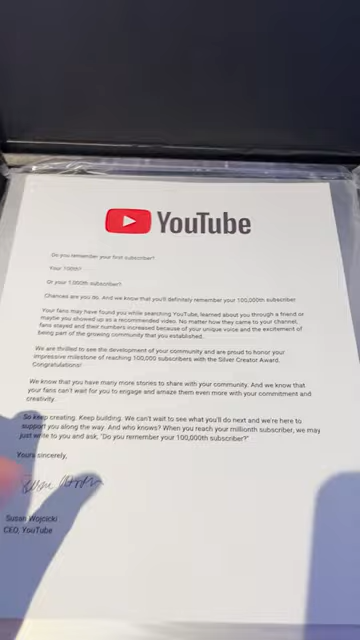 YouTube
Do you remember your first subscriber?
Your 100th?
Or your 1,000th subscriber?
Chances are you do. And we know that you'll definitely remember your 100,000th subscriber
Your fans may have found you while searching YouTube, learned about you through a friend or
maybe you showed up as a recommended video. No matter how they came to your channel,
fans stayed and their numbers increased because of your unique voice and the excitement of
being part of the growing community that you established.
We are thrilled to see the development of your community and are proud to honor your
impressive milestone of reaching 100,000 subscribers with the Silver Creator Award.
Congratulations!
We know that you have many more stories to share with your community. And we know that
your fans can't wait for you to engage and amaze them even more with your commitment and
creativity.
So keep creating. Keep building. We can't wait to see what you'll do next and we're here to
support you along the way. And who knows? When you reach your millionth subscriber, we may
just write to you and ask, "Do you remember your 100,000th subscriber?"
Yours sincerely,
Susan Wojcicki
CEO, YouTube